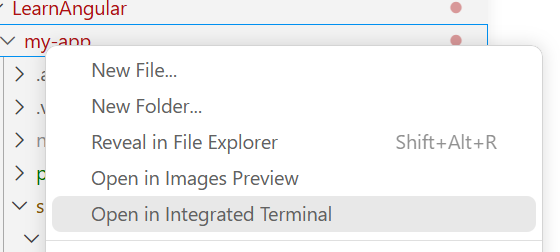 LearnAngular
my-app
New File...
New Folder...
Reveal in File Explorer Shift+Alt+R
Open in Images Preview
Open in Integrated Terminal